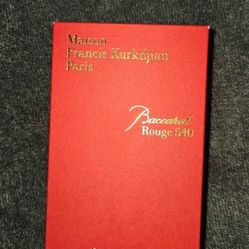 Maison
Francis Kurkdjian
Paris
Baccarat
Rouge 540